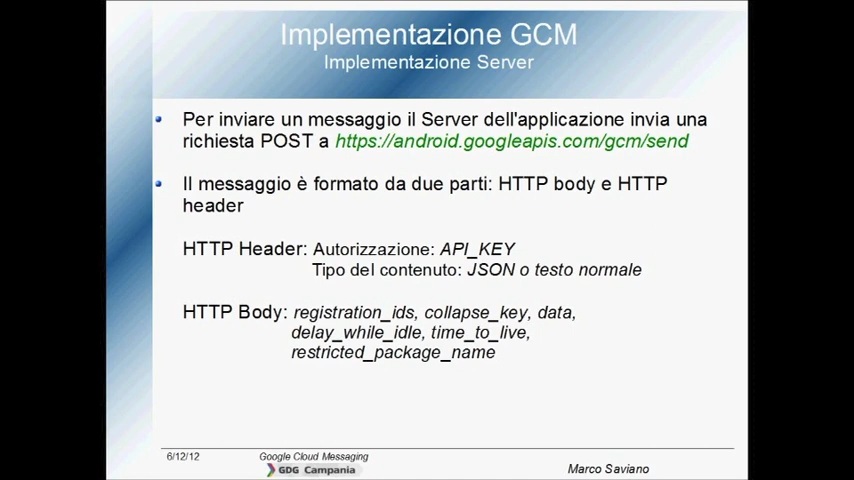 Implementazione GCM
Implementazione Server
Per inviare un messaggio il Server dell'applicazione invia una
richiesta POST a https://android.googleapis.com/gcm/send
Il messaggio è formato da due parti: HTTP body e HTTP
header
HTTP Header: Autorizzazione: API_KEY
Tipo del contenuto: JSON o testo normale
HTTP Body: registration_ids, collapse_key, data,
delay_while_idle, time_to_live,
restricted_package_name
6/12/12
Google Cloud Messaging
GDG Campania
Marco Saviano